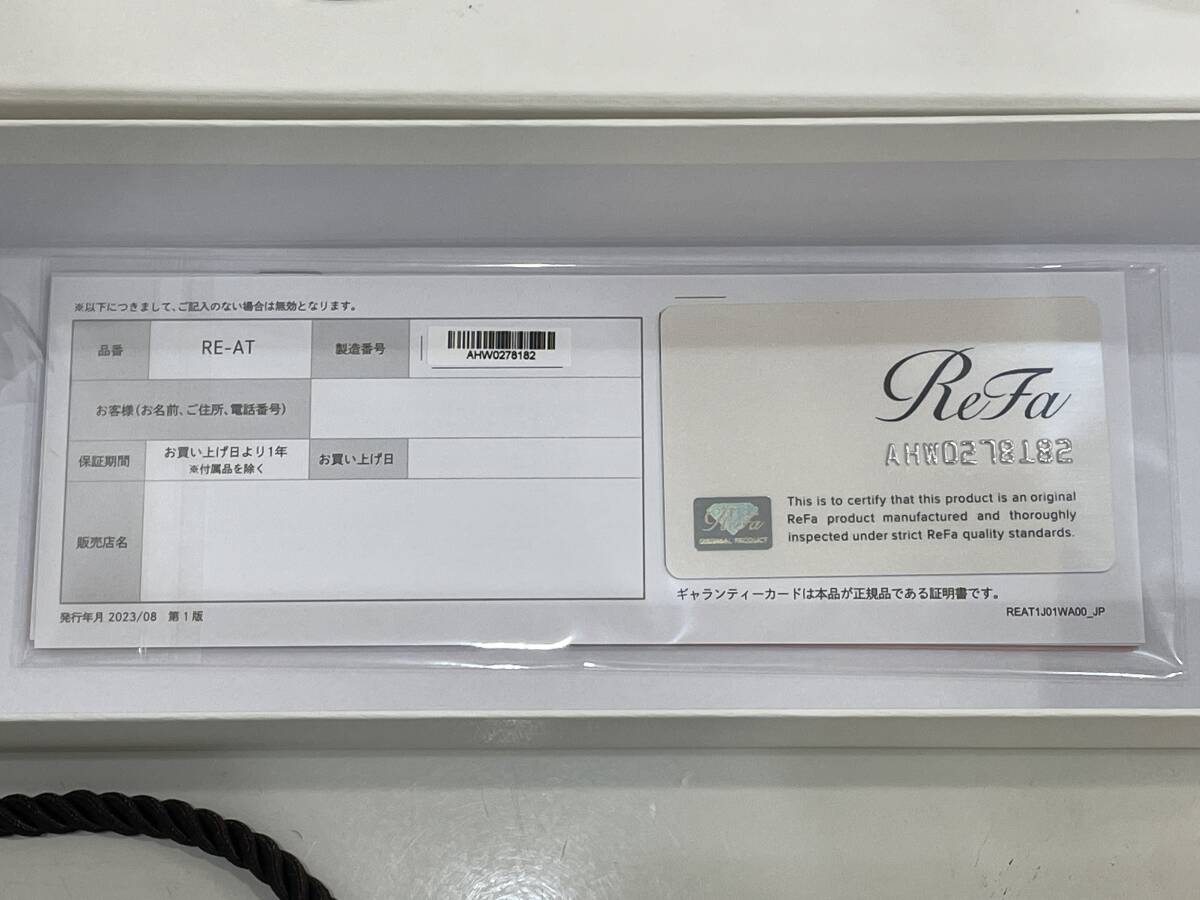 ※以下につきまして、ご記入のない場合は無効となります。
品番 RE-AT 製造番号 AHW0278182
お客様(お名前、ご住所、電話番号)
保証期間 お買い上げ日より1年 お買い上げ日
※付属品を除く
販売店名
発行年月 2023/08 第1版
ReFa
AHW0278182
ReFa
ORIGINAL PRODUCT
This is to certify that this product is an original
ReFa product manufactured and thoroughly
inspected under strict ReFa quality standards.
ギャランティーカードは本品が正規品である証明書です。
REAT1J01WA00_JP